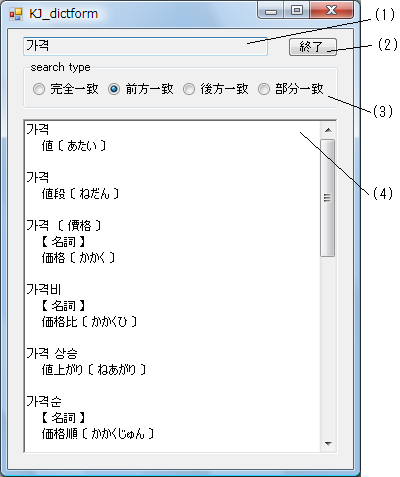 KJ_dictform
(1)
가격
終了
(2)
search type
完全一致 前方一致 後方一致 部分一致
(3)
가격
値〔あたい〕
(4)
가격
値段〔ねだん〕
가격 〔價格〕
【名詞】
価格〔かかく〕
가격비
【名詞】
価格比〔かかくひ〕
가격 상승
値上がり〔ねあがり〕
가격순
【名詞】
価格順〔かかくじゅん〕